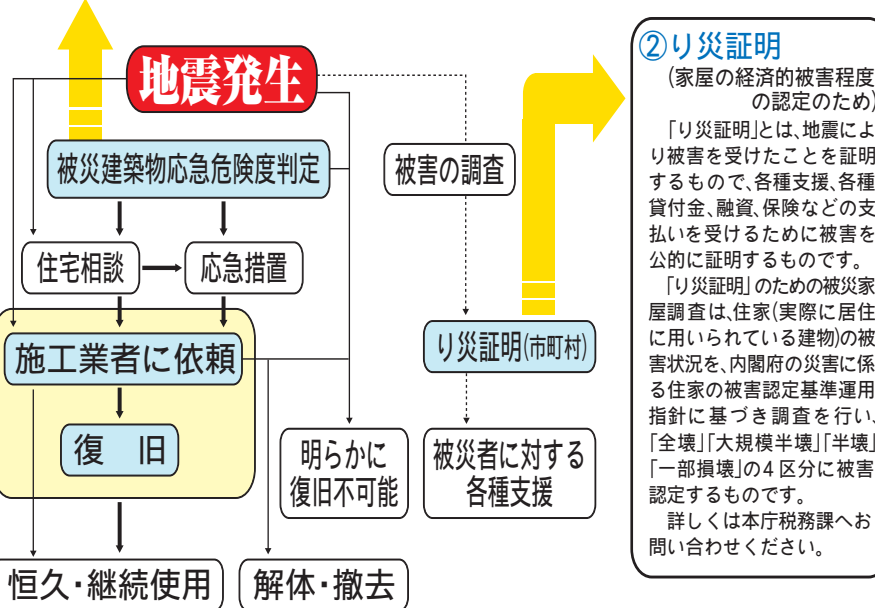 地震発生
被災建築物応急危険度判定
被害の調査
住宅相談
応急措置
施工業者に依頼
り災証明(市町村)
復　旧
明らかに
復旧不可能
被災者に対する
各種支援
恒久・継続使用
解体・撤去
②り災証明
(家屋の経済的被害程度
の認定のため)
「り災証明」とは、地震によ
り被害を受けたことを証明
するもので、各種支援、各種
貸付金、融資、保険などの支
払いを受けるために被害を
公的に証明するものです。
「り災証明」のための被災家
屋調査は、住家(実際に居住
に用いられている建物)の被
害状況を、内閣府の災害に係
る住家の被害認定基準運用
指針に基づき調査を行い、
「全壊」「大規模半壊」「半壊」
「一部損壊」の4区分に被害
認定するものです。
詳しくは本庁税務課へお
問い合わせください。